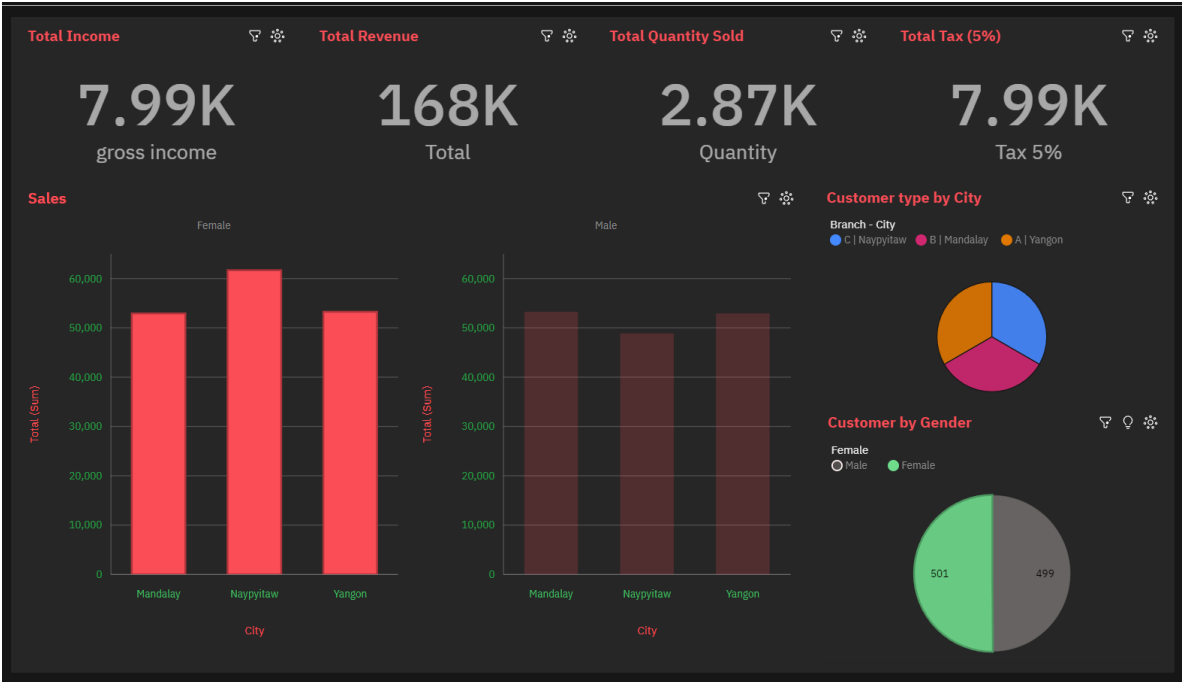 Total Income
Total Revenue
Total Quantity Sold
Total Tax (5%)
7.99K
168K
2.87K
7.99K
gross income
Total
Quantity
Tax 5%
Sales
Female
Male
60,000
50,000
40,000
30,000
20,000
10,000
0
Total (Sum)
Mandalay
Naypyitaw
Yangon
City
60,000
50,000
40,000
30,000
20,000
10,000
0
Total (Sum)
Mandalay
Naypyitaw
Yangon
City
Customer type by City
Branch - City
C | Naypyitaw B | Mandalay A | Yangon
Customer by Gender
Female
Male Female
501
499